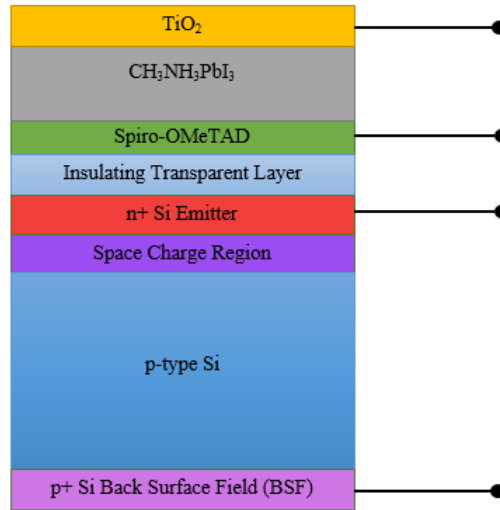 TiO₂
CH₃NH₃PbI₃
Spiro-OMeTAD
Insulating Transparent Layer
n+ Si Emitter
Space Charge Region
p-type Si
p+ Si Back Surface Field (BSF)